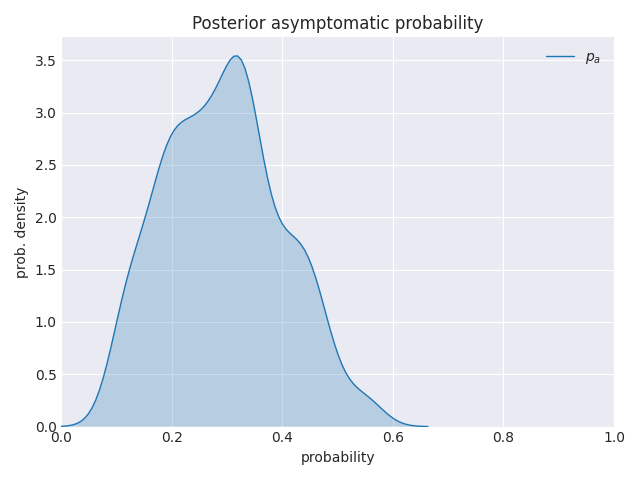 Posterior asymptomatic probability
pₐ
prob. density
3.5
3.0
2.5
2.0
1.5
1.0
0.5
0.0
0.0 0.2 0.4 0.6 0.8 1.0
probability